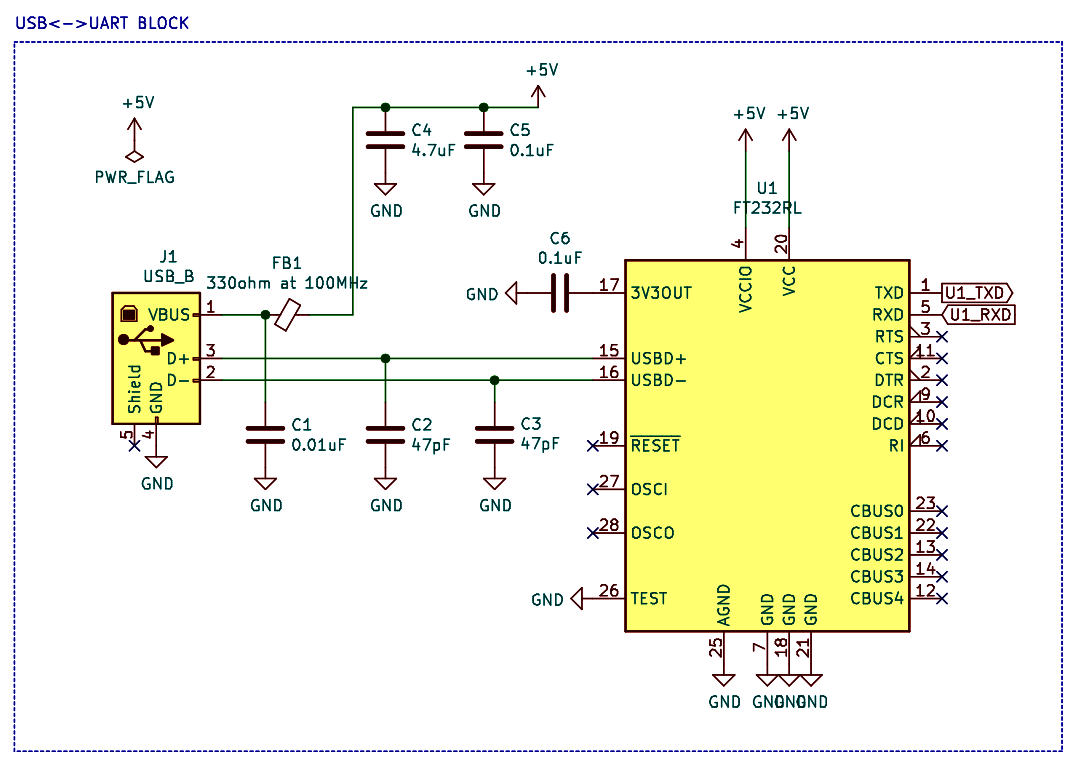 USB<->UART BLOCK
+5V
+5V
+5V
+5V
PWR_FLAG
C4
4.7uF
C5
0.1uF
GND
GND
U1
FT232RL
C6
0.1uF
J1
USB_B
FB1
330ohm at 100MHz
VBUS
1
D+
3
D-
2
Shield
GND
5
4
GND
C1
0.01uF
C2
47pF
C3
47pF
GND
GND
GND
4
20
VCCIO
VCC
GND
17
3V3OUT
15
USBD+
16
USBD-
19
RESET
27
OSCI
28
OSCO
GND
26
TEST
TXD
1
U1_TXD
RXD
5
U1_RXD
RTS
3
CTS
11
DTR
2
DCR
9
DCD
10
RI
6
CBUS0
23
CBUS1
22
CBUS2
13
CBUS3
14
CBUS4
12
AGND
GND
GND
GND
25
7
18
21
GND
GND
GND
GND